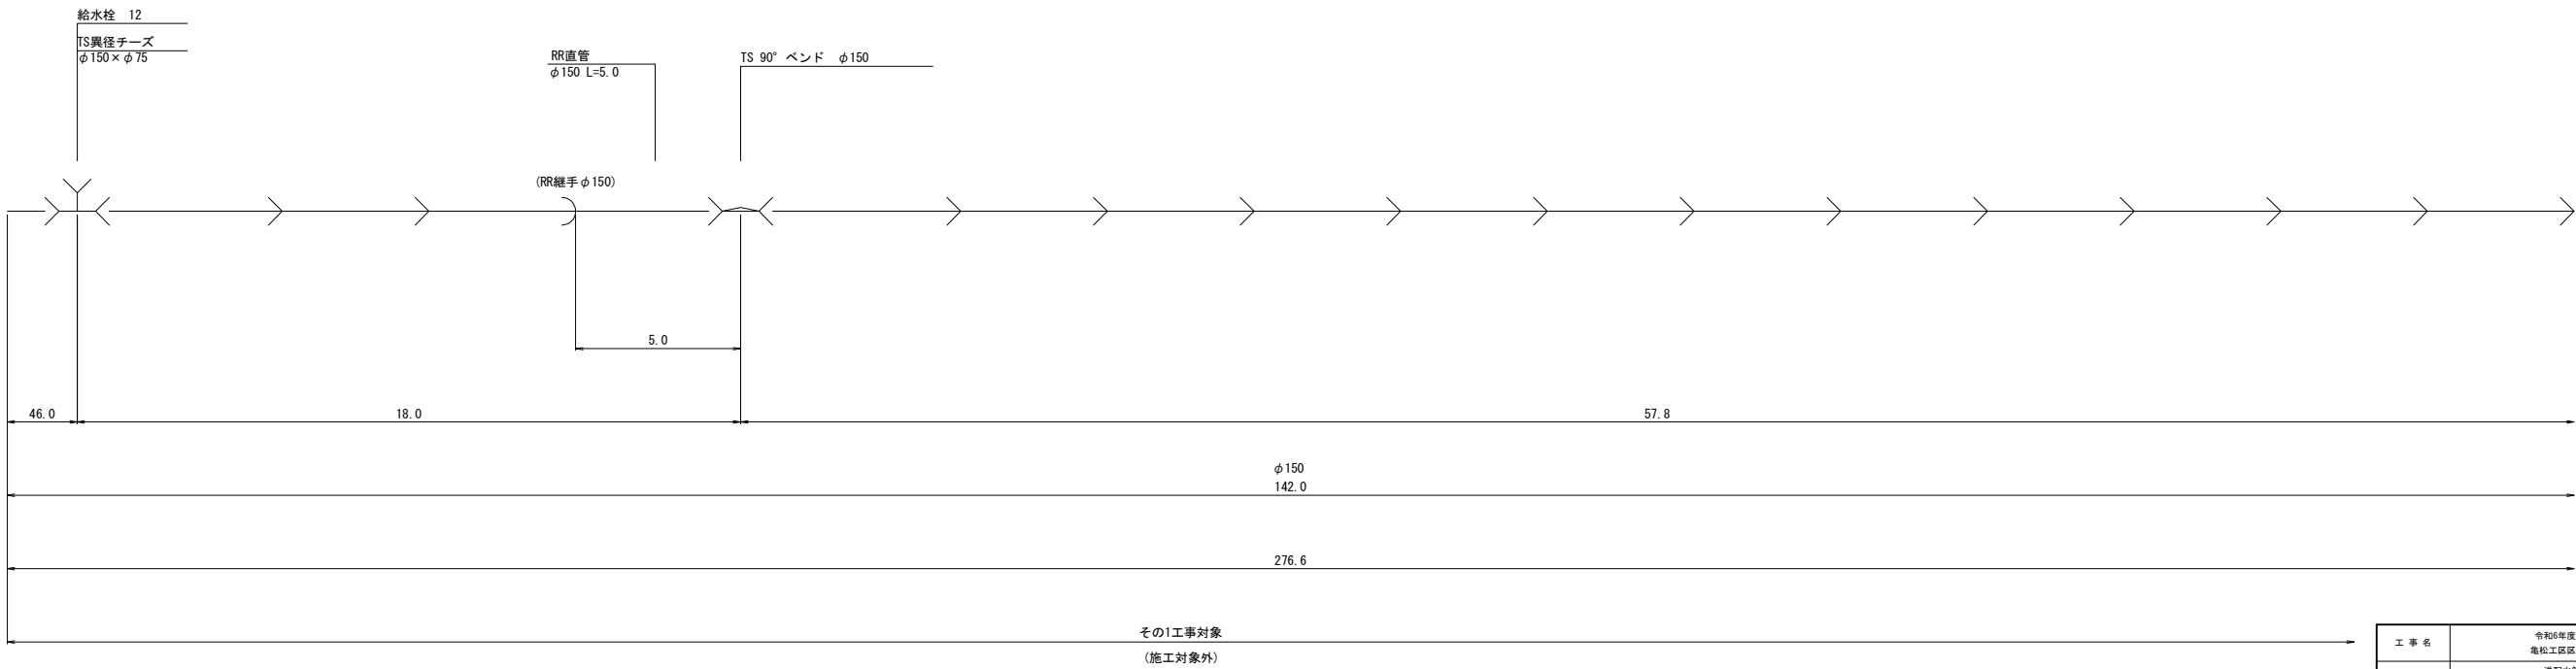 給水栓　12
TS異径チーズ
φ150×φ75
RR直管
φ150 L=5.0
TS 90°ベンド　φ150
(RR継手φ150)
5.0
46.0
18.0
57.8
φ150
142.0
276.6
その1工事対象
(施工対象外)
工 事 名
令和6年度
亀松工区